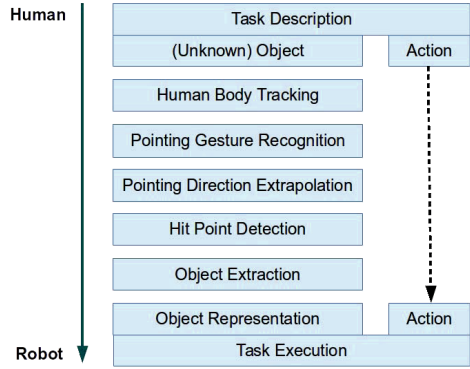 Human
Task Description
(Unknown) Object
Action
Human Body Tracking
Pointing Gesture Recognition
Pointing Direction Extrapolation
Hit Point Detection
Object Extraction
Object Representation
Action
Robot
Task Execution